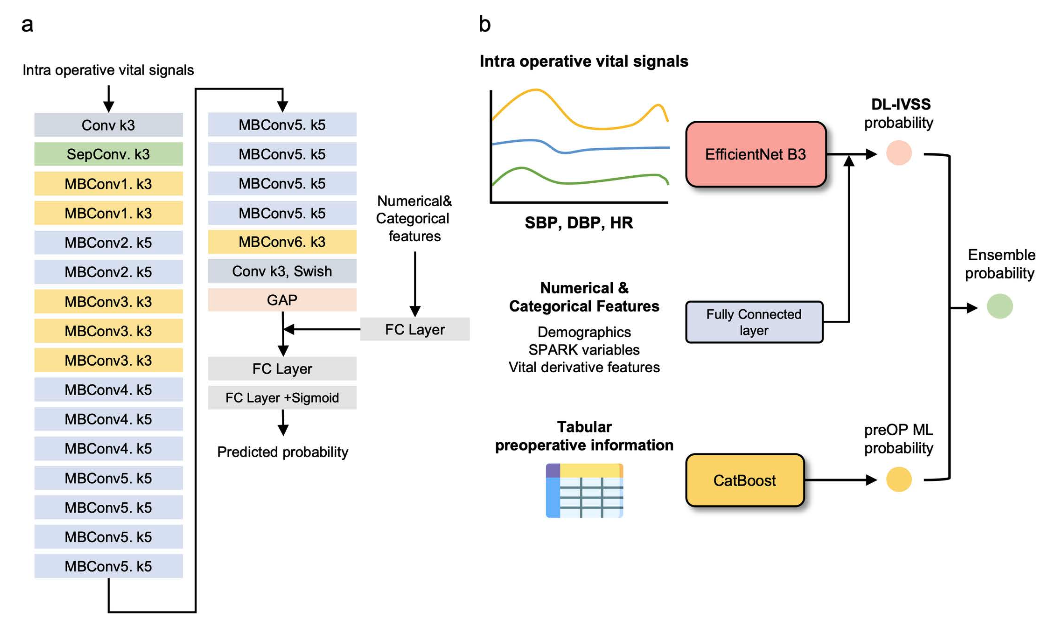 a
Intra operative vital signals
Conv k3
SepConv. k3
MBConv1. k3
MBConv1. k3
MBConv2. k5
MBConv2. k5
MBConv3. k3
MBConv3. k3
MBConv3. k3
MBConv4. k5
MBConv4. k5
MBConv4. k5
MBConv5. k5
MBConv5. k5
MBConv5. k5
MBConv5. k5
MBConv5. k5
MBConv5. k5
MBConv5. k5
MBConv5. k5
MBConv6. k3
Conv k3, Swish
GAP
Numerical&
Categorical
features
FC Layer
FC Layer
FC Layer +Sigmoid
Predicted probability
b
Intra operative vital signals
SBP, DBP, HR
EfficientNet B3
DL-IVSS
probability
Numerical &
Categorical Features
Demographics
SPARK variables
Vital derivative features
Fully Connected
layer
Ensemble
probability
Tabular
preoperative information
CatBoost
preOP ML
probability